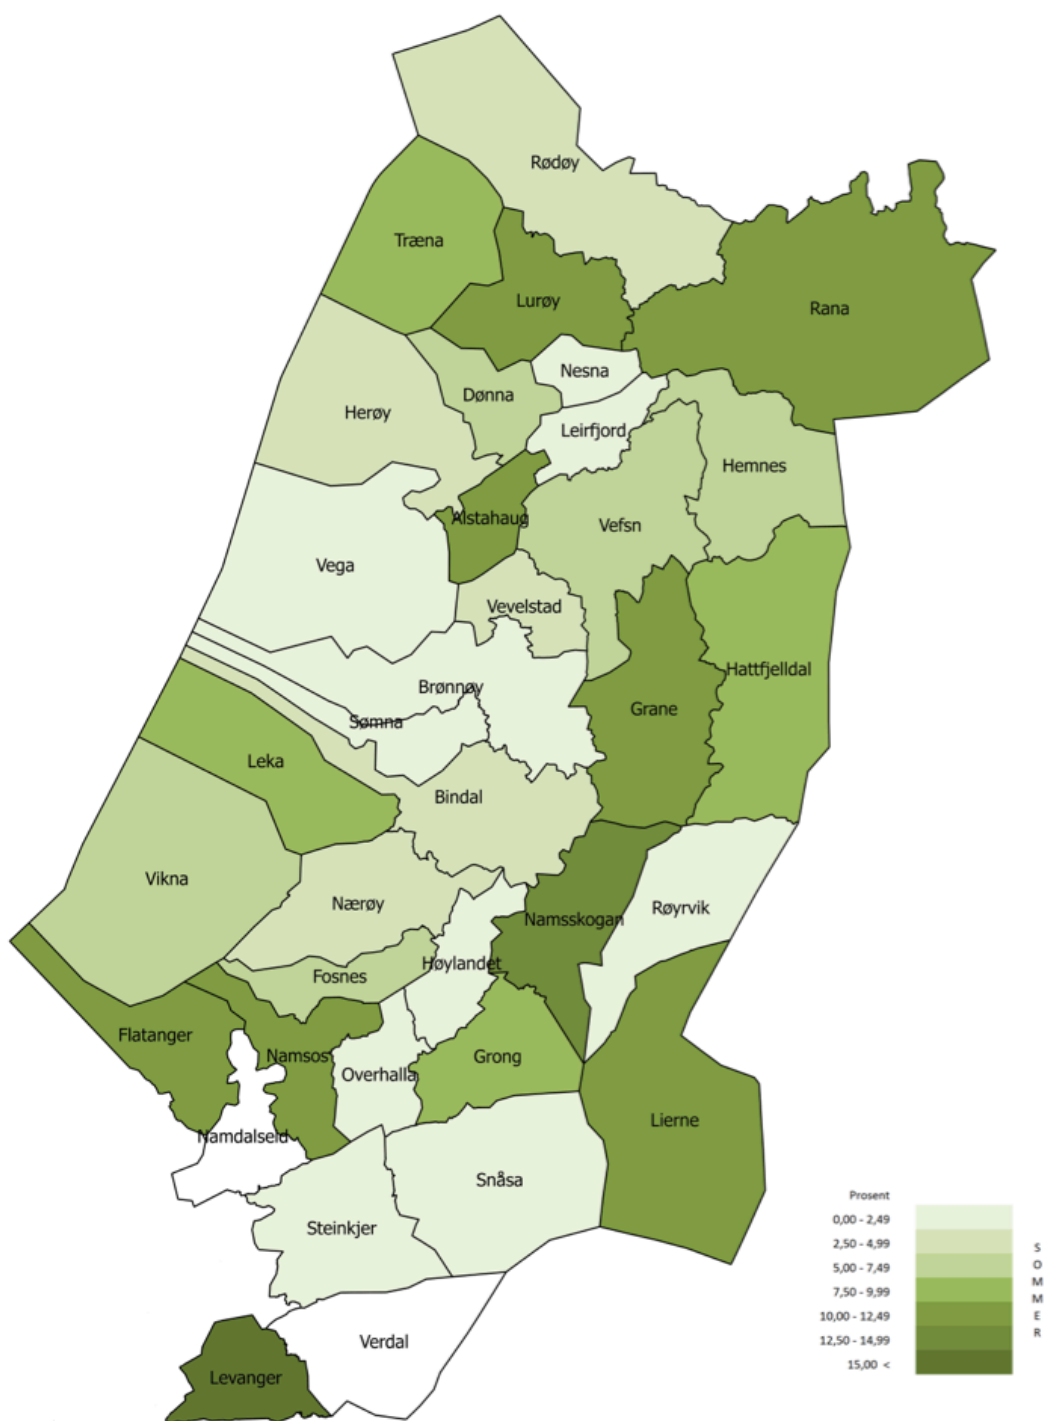 Rødøy
Træna
Lurøy
Rana
Nesna
Dønna
Herøy
Leirfjord
Hemnes
Alstahaug
Vefsn
Vega
Vevelstad
Hattfjelldal
Brønnøy
Grane
Sømna
Leka
Bindal
Vikna
Nærøy
Røyrvik
Namsskogan
Høylandet
Fosnes
Flatanger
Namsos
Grong
Overhalla
Lierne
Namdalseid
Snåsa
Steinkjer
Verdal
Levanger
Prosent
0,00 - 2,49
2,50 - 4,99
5,00 - 7,49
7,50 - 9,99
10,00 - 12,49
12,50 - 14,99
15,00 <
S
O
M
M
E
R